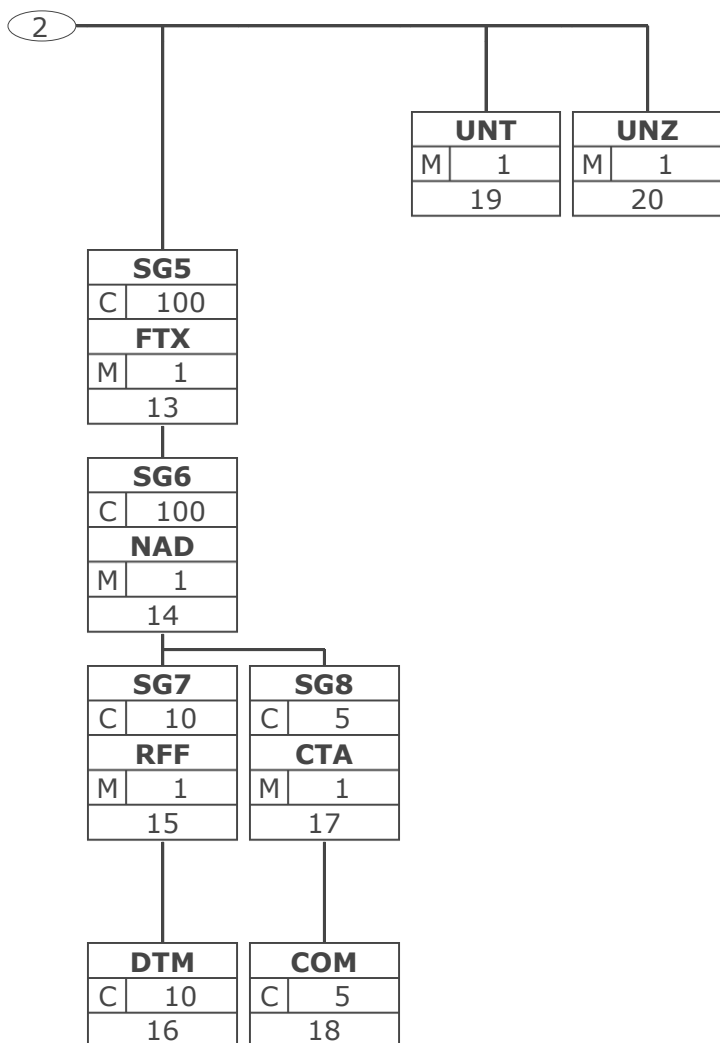 2
UNT
M 1
19
UNZ
M 1
20
SG5
C 100
FTX
M 1
13
SG6
C 100
NAD
M 1
14
SG7
C 10
RFF
M 1
15
SG8
C 5
CTA
M 1
17
DTM
C 10
16
COM
C 5
18